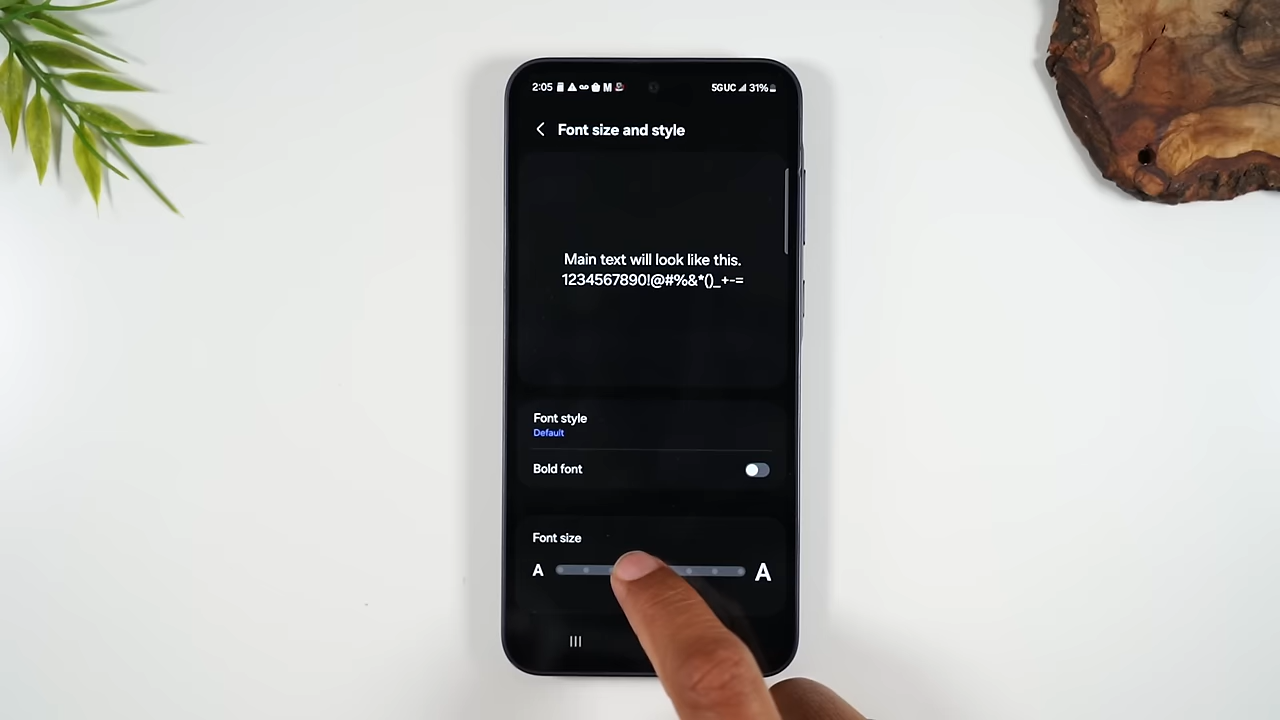 2:05 M 5GUC 31%
Font size and style
Main text will look like this.
1234567890!@#%&*()_+-=
Font style
Default
Bold font
Font size
A A